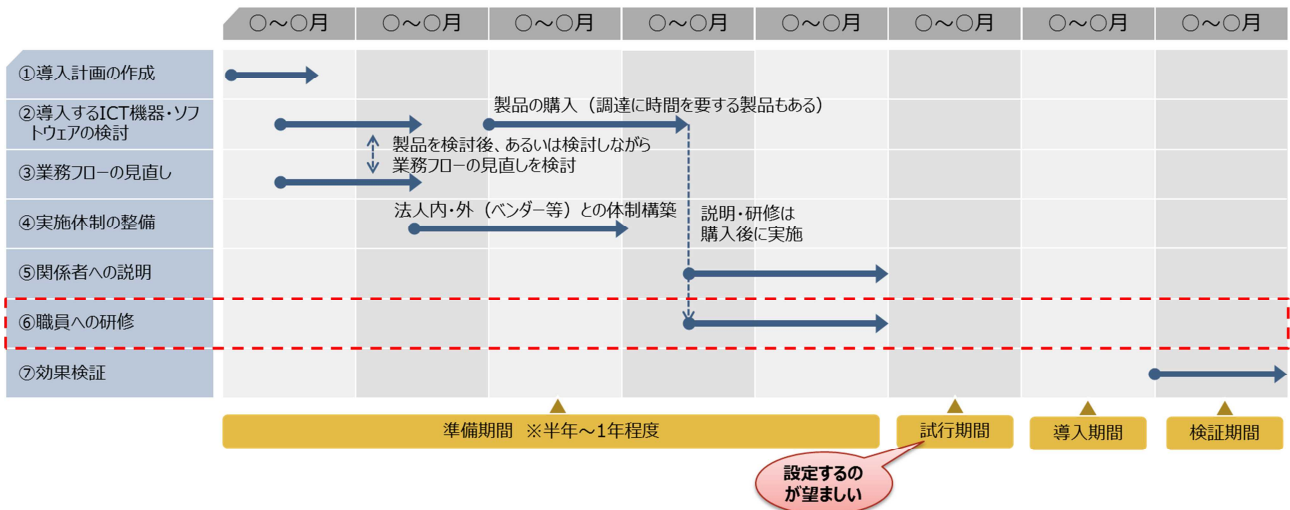 〇～〇月 〇～〇月 〇～〇月 〇～〇月 〇～〇月 〇～〇月 〇～〇月 〇～〇月
①導入計画の作成
②導入するICT機器・ソフ
トウェアの検討
製品の購入（調達に時間を要する製品もある）
製品を検討後、あるいは検討しながら
業務フローの見直しを検討
③業務フローの見直し
④実施体制の整備
法人内・外（ベンダー等）との体制構築
説明・研修は
購入後に実施
⑤関係者への説明
⑥職員への研修
⑦効果検証
準備期間 ※半年～1年程度
試行期間
導入期間
検証期間
設定するの
が望ましい